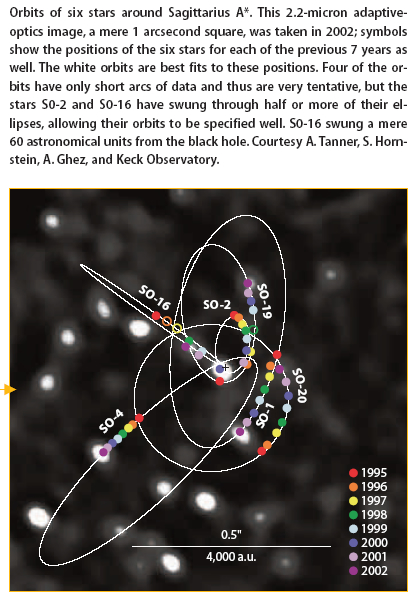 Orbits of six stars around Sagittarius A*. This 2.2-micron adaptive-
optics image, a mere 1 arcsecond square, was taken in 2002; symbols
show the positions of the six stars for each of the previous 7 years as
well. The white orbits are best fits to these positions. Four of the or-
bits have only short arcs of data and thus are very tentative, but the
stars S0-2 and S0-16 have swung through half or more of their el-
lipses, allowing their orbits to be specified well. S0-16 swung a mere
60 astronomical units from the black hole. Courtesy A. Tanner, S. Horn-
stein, A. Ghez, and Keck Observatory.
SO-16
SO-2
SO-19
SO-20
SO-1
SO-4
1995
1996
1997
1998
1999
2000
2001
2002
0.5"
4,000 a.u.